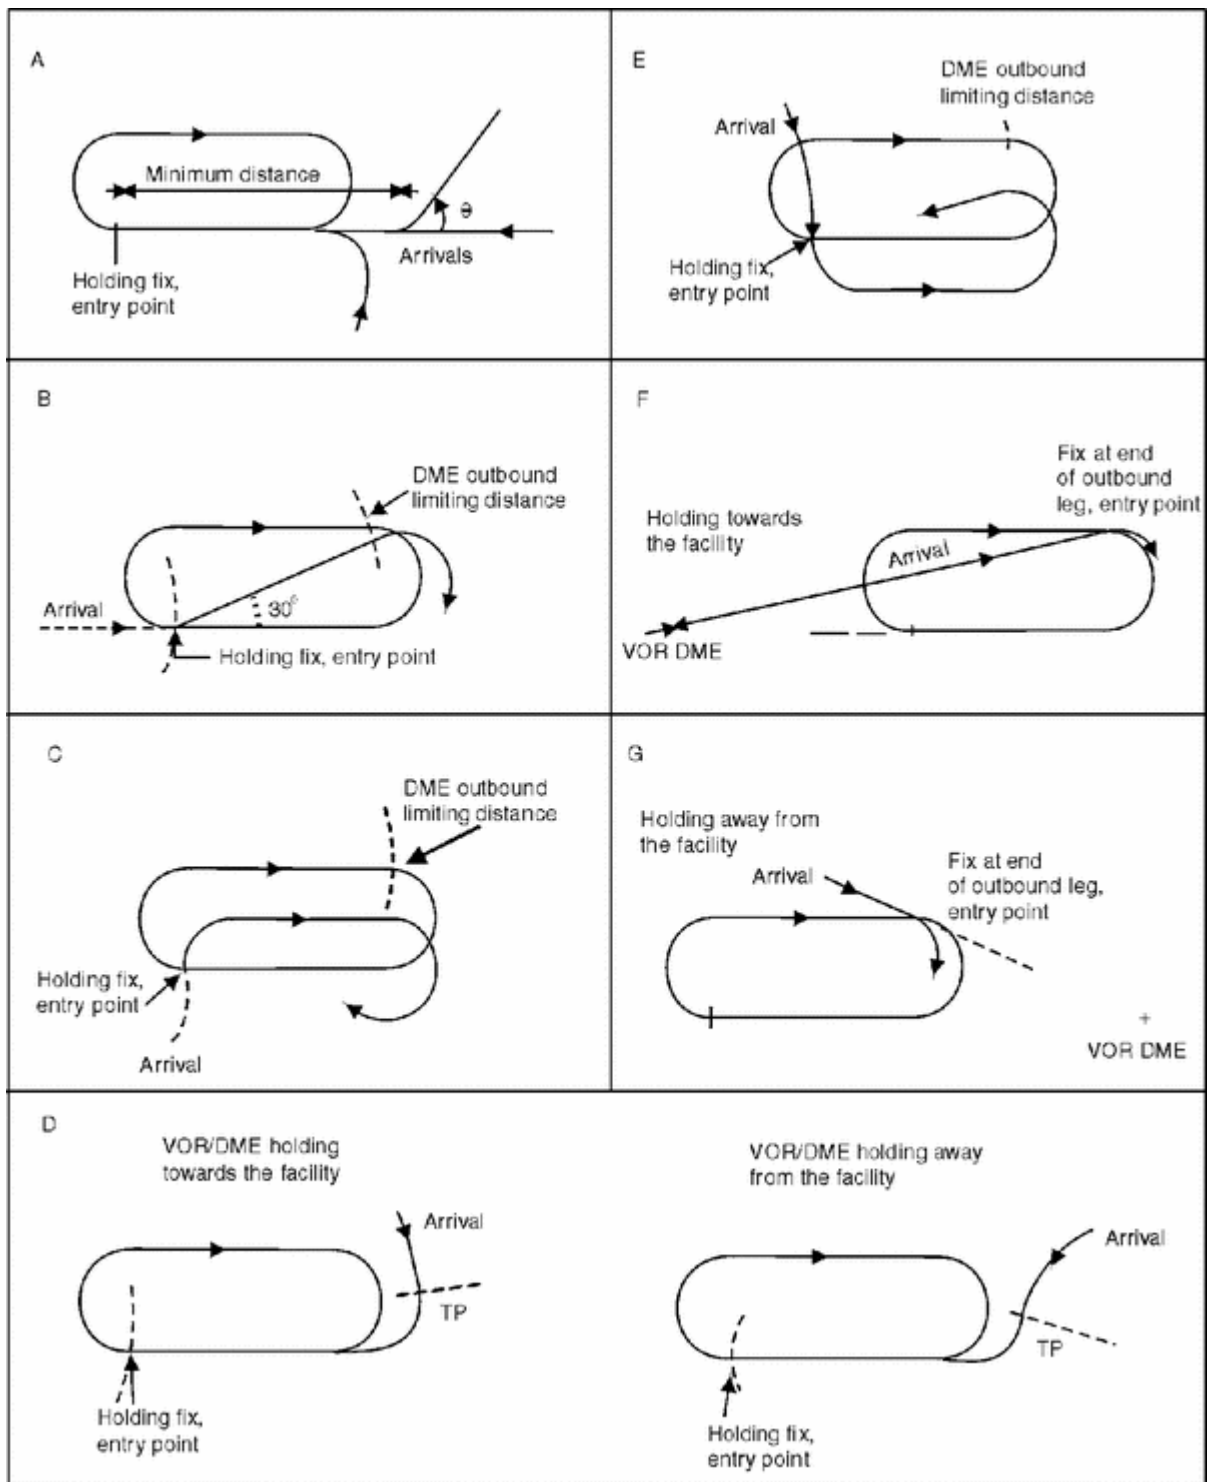 A
Minimum distance
θ
Arrivals
Holding fix,
entry point
E
DME outbound
limiting distance
Arrival
Holding fix,
entry point
B
DME outbound
limiting distance
Arrival
30°
Holding fix, entry point
F
Fix at end
of outbound
leg, entry point
Holding towards
the facility
Arrival
VOR DME
C
DME outbound
limiting distance
Holding fix,
entry point
Arrival
G
Holding away from
the facility
Arrival
Fix at end
of outbound leg,
entry point
VOR DME
D
VOR/DME holding
towards the facility
Arrival
TP
Holding fix,
entry point
VOR/DME holding away
from the facility
Arrival
TP
Holding fix,
entry point